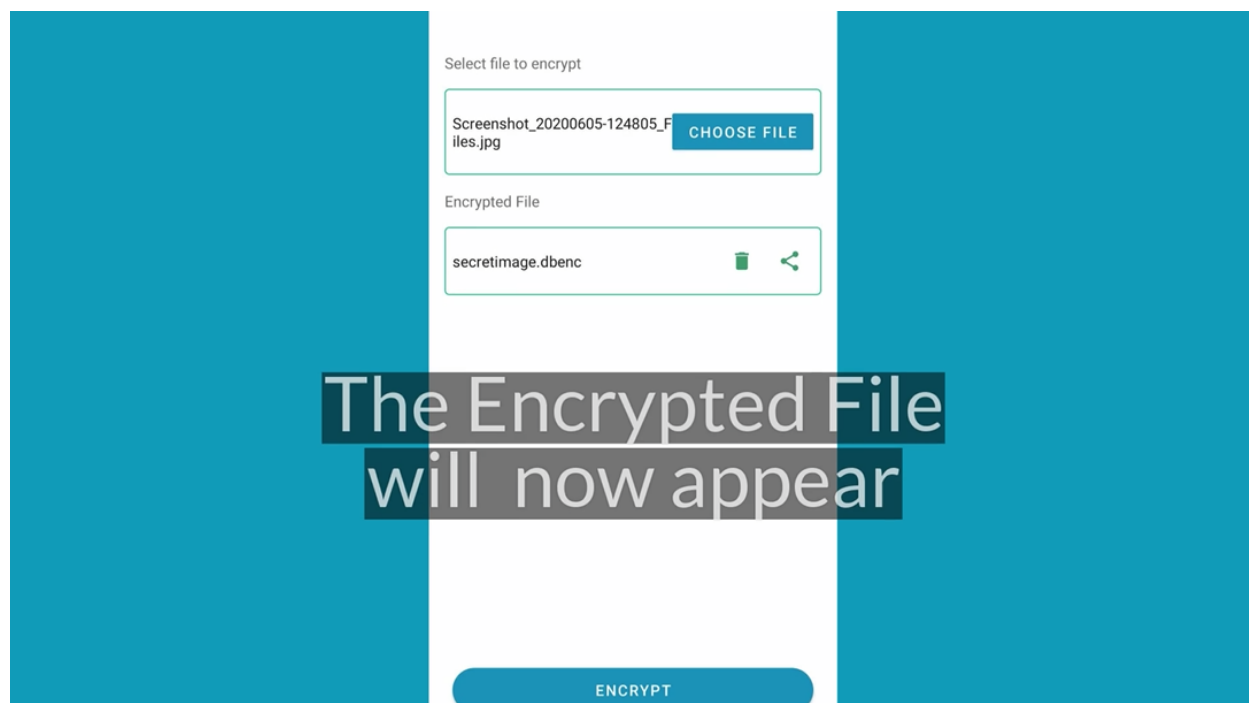 Select file to encrypt
Screenshot_20200605-124805_F
iles.jpg
CHOOSE FILE
Encrypted File
secretimage.dbenc
The Encrypted File
will now appear
ENCRYPT